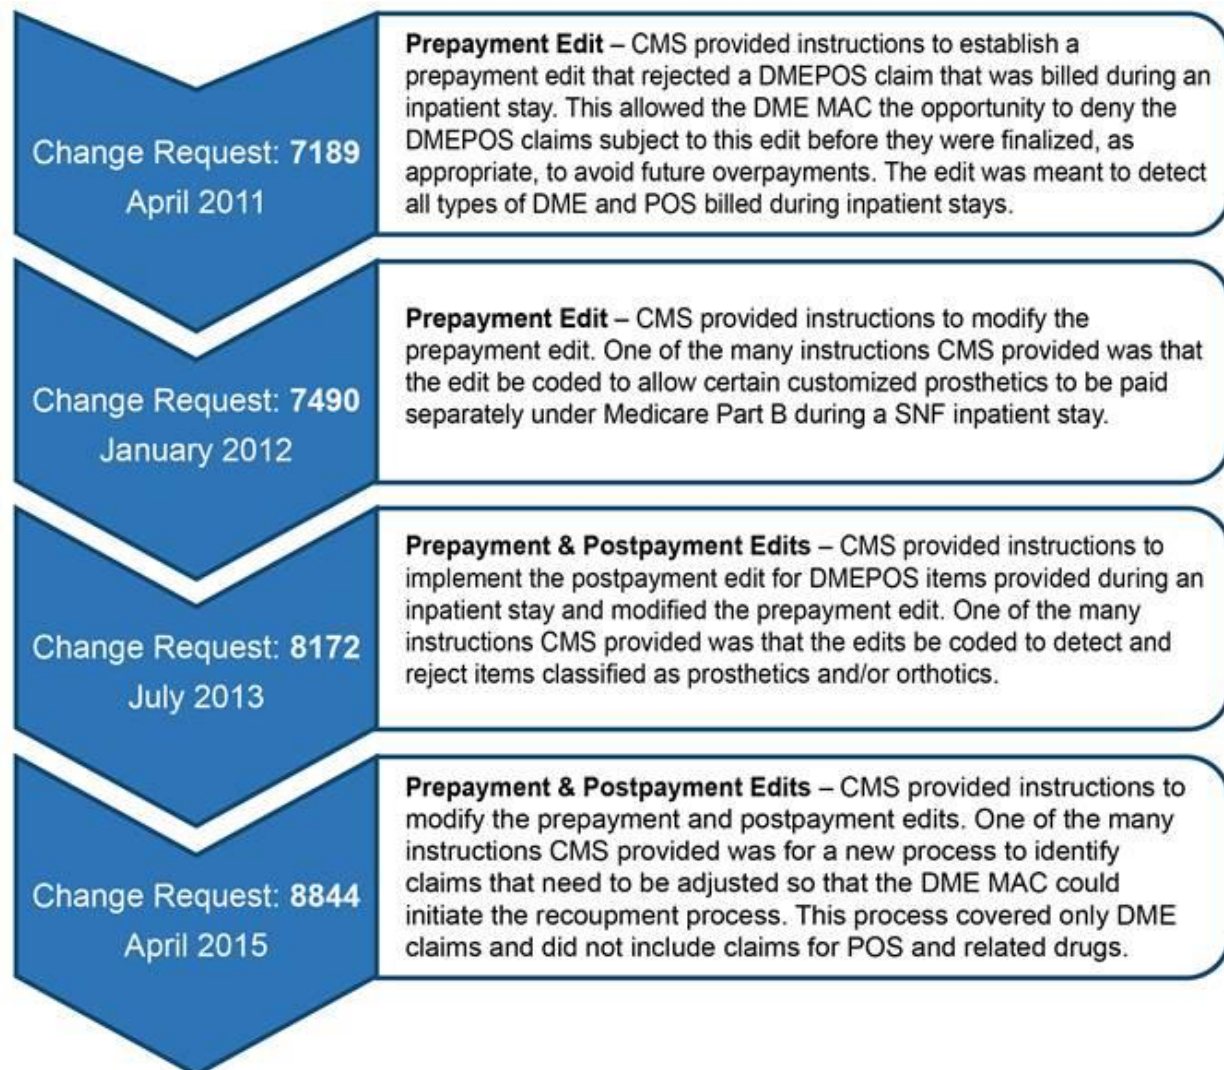 Change Request: 7189
April 2011
Prepayment Edit – CMS provided instructions to establish a
prepayment edit that rejected a DMEPOS claim that was billed during an
inpatient stay. This allowed the DME MAC the opportunity to deny the
DMEPOS claims subject to this edit before they were finalized, as
appropriate, to avoid future overpayments. The edit was meant to detect
all types of DME and POS billed during inpatient stays.
Change Request: 7490
January 2012
Prepayment Edit – CMS provided instructions to modify the
prepayment edit. One of the many instructions CMS provided was that
the edit be coded to allow certain customized prosthetics to be paid
separately under Medicare Part B during a SNF inpatient stay.
Change Request: 8172
July 2013
Prepayment & Postpayment Edits – CMS provided instructions to
implement the postpayment edit for DMEPOS items provided during an
inpatient stay and modified the prepayment edit. One of the many
instructions CMS provided was that the edits be coded to detect and
reject items classified as prosthetics and/or orthotics.
Change Request: 8844
April 2015
Prepayment & Postpayment Edits – CMS provided instructions to
modify the prepayment and postpayment edits. One of the many
instructions CMS provided was for a new process to identify
claims that need to be adjusted so that the DME MAC could
initiate the recoupment process. This process covered only DME
claims and did not include claims for POS and related drugs.